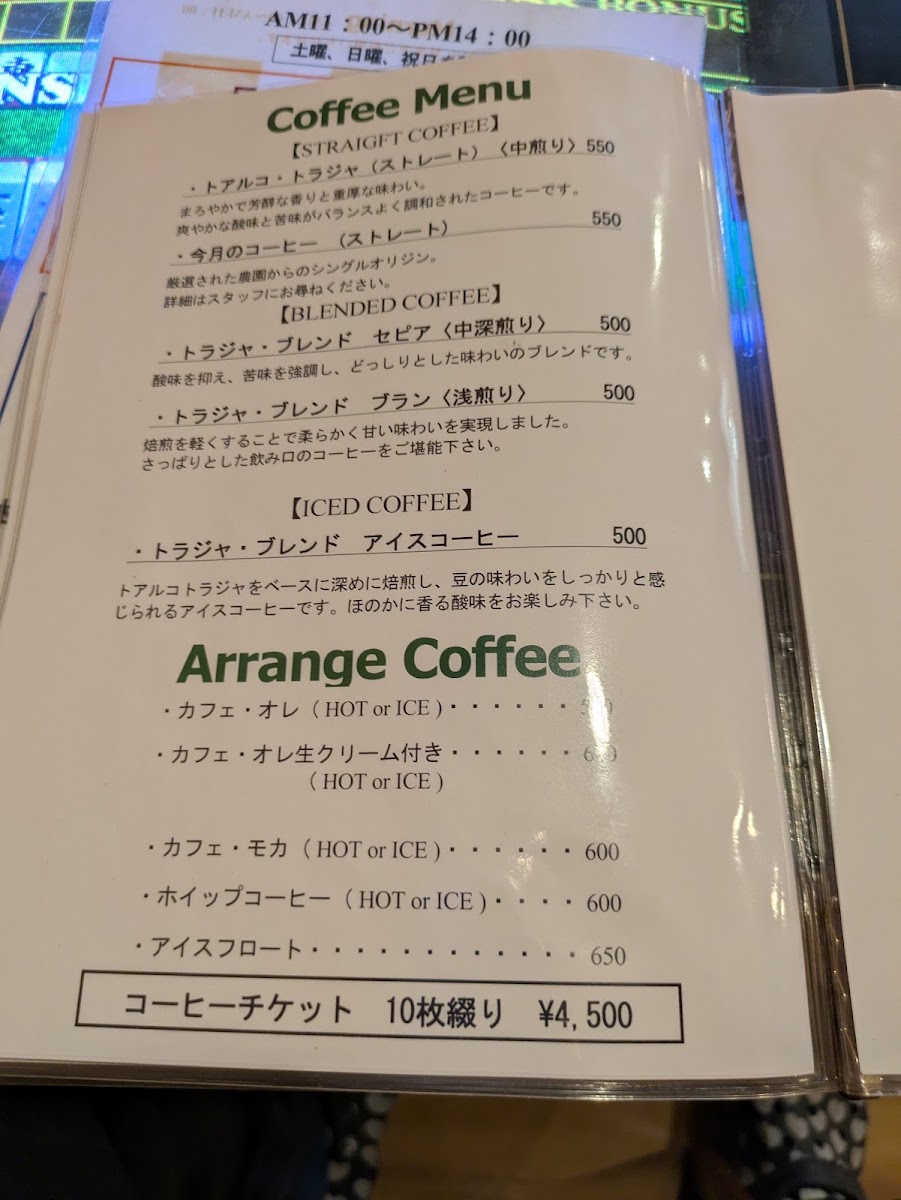 BONUS
AM11：00～PM14：00
土曜、日曜、祝日
NS
Coffee Menu
【STRAIGFT COFFEE】
・トアルコ・トラジャ（ストレート）〈中煎り〉550
まろやかで芳醇な香りと重厚な味わい。
爽やかな酸味と苦味がバランスよく調和されたコーヒーです。
・今月のコーヒー （ストレート） 550
厳選された農園からのシングルオリジン。
詳細はスタッフにお尋ねください。
【BLENDED COFFEE】
・トラジャ・ブレンド セピア〈中深煎り〉 500
酸味を抑え、苦味を強調し、どっしりとした味わいのブレンドです。
・トラジャ・ブレンド ブラン〈浅煎り〉 500
焙煎を軽くすることで柔らかく甘い味わいを実現しました。
さっぱりとした飲み口のコーヒーをご堪能下さい。
【ICED COFFEE】
・トラジャ・ブレンド アイスコーヒー 500
トアルコトラジャをベースに深めに焙煎し、豆の味わいをしっかりと感
じられるアイスコーヒーです。ほのかに香る酸味をお楽しみ下さい。
Arrange Coffee
・カフェ・オレ（HOT or ICE）・・・・・・
・カフェ・オレ生クリーム付き・・・・・・
（HOT or ICE）
・カフェ・モカ（HOT or ICE）・・・・・・ 600
・ホイップコーヒー（HOT or ICE）・・・・ 600
・アイスフロート・・・・・・・・・・・・ 650
コーヒーチケット 10枚綴り ¥4,500